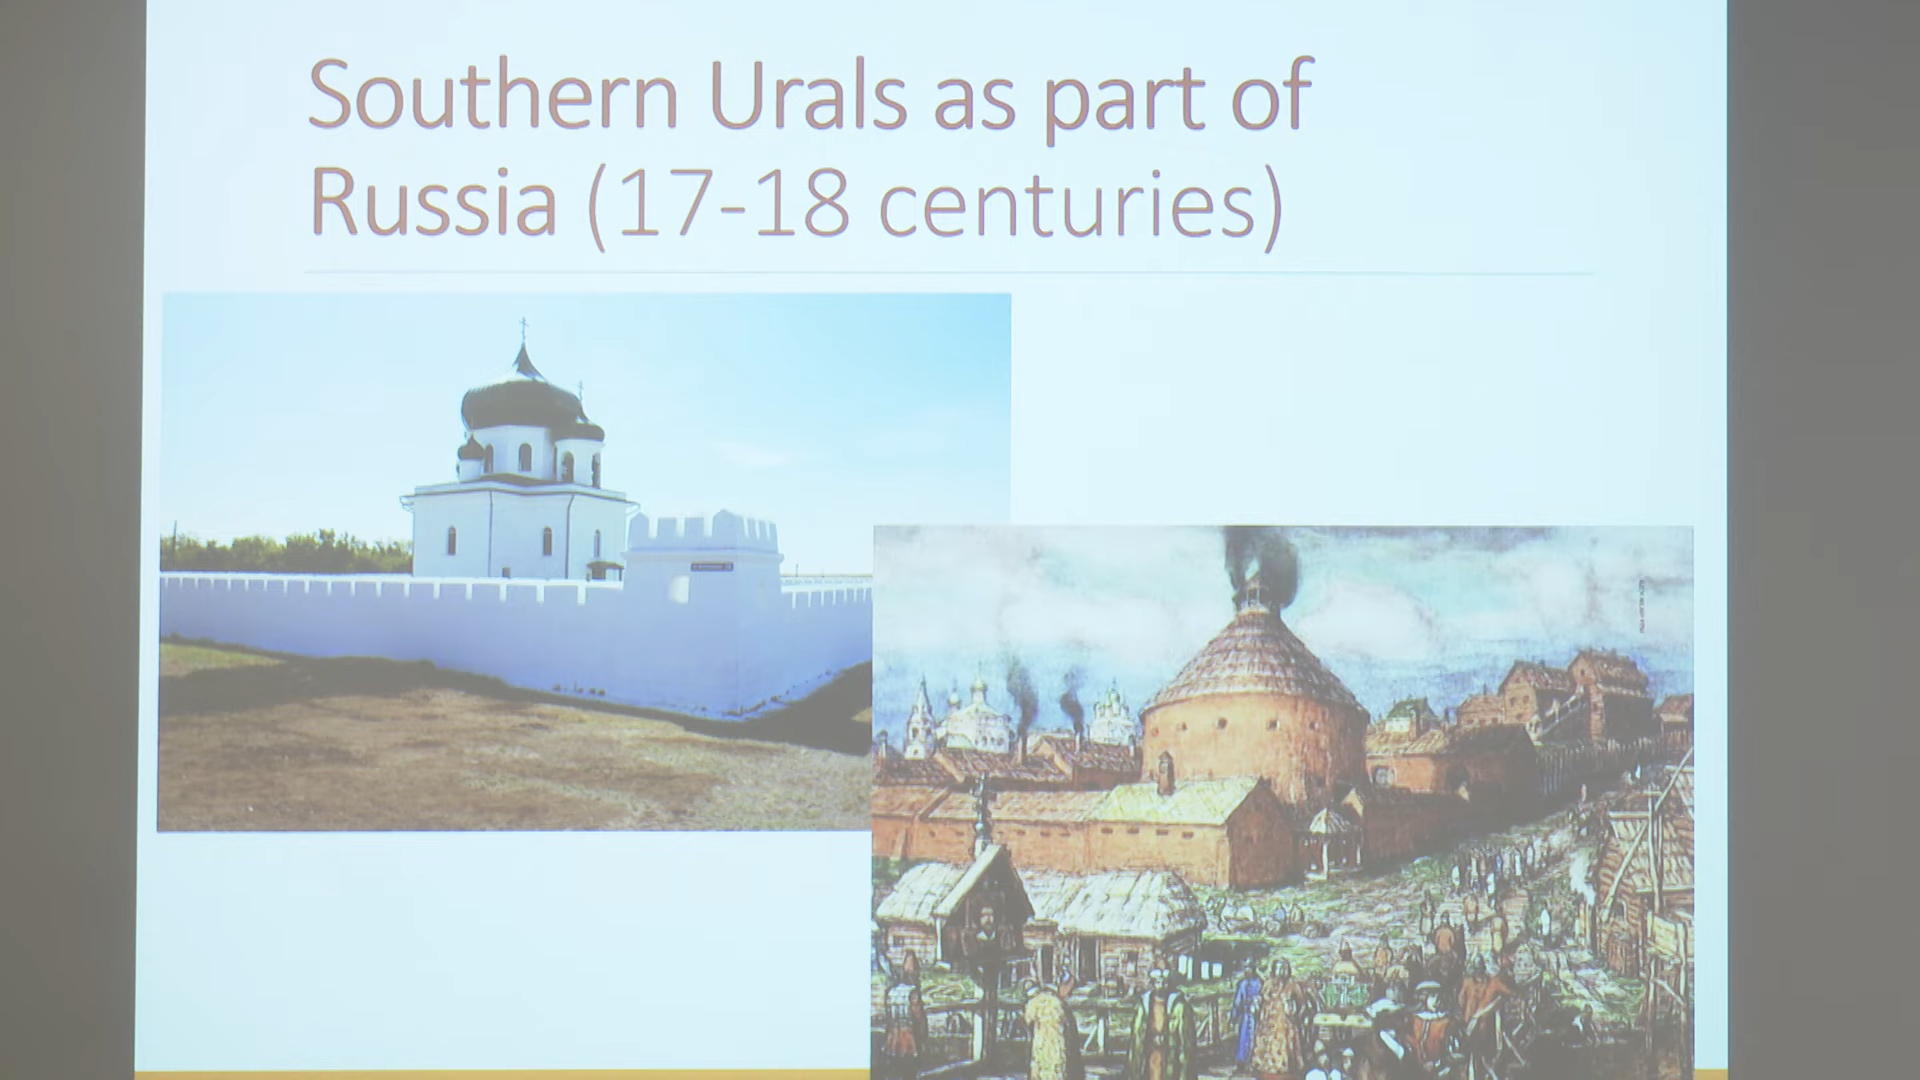 Southern Urals as part of
Russia (17-18 centuries)